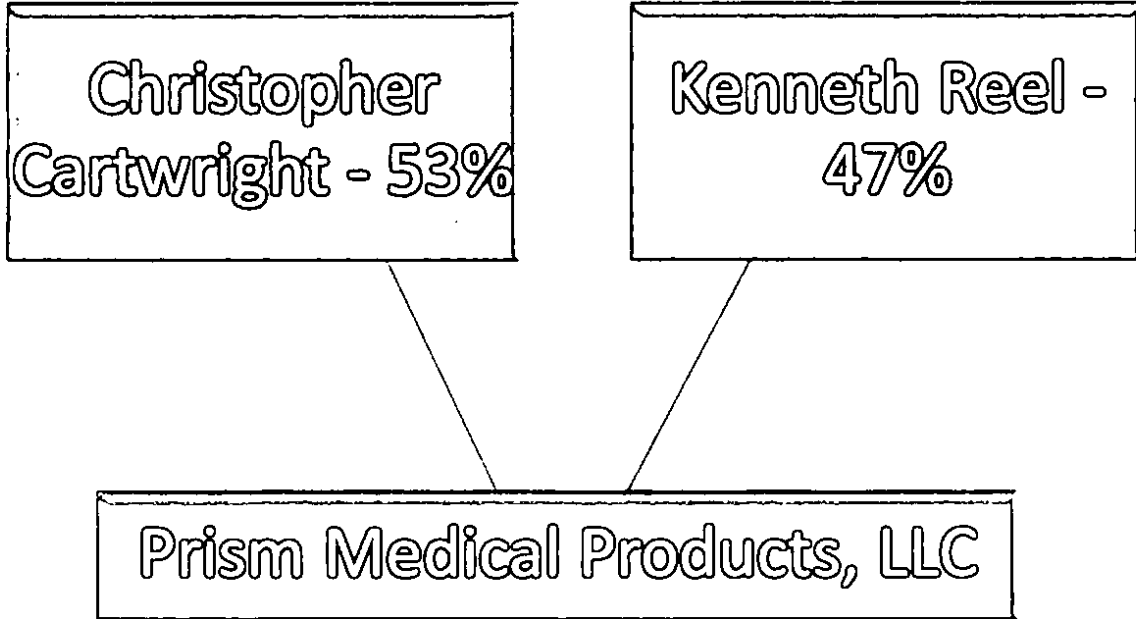 Christopher
Cartwright - 53%
Kenneth Reel -
47%
Prism Medical Products, LLC